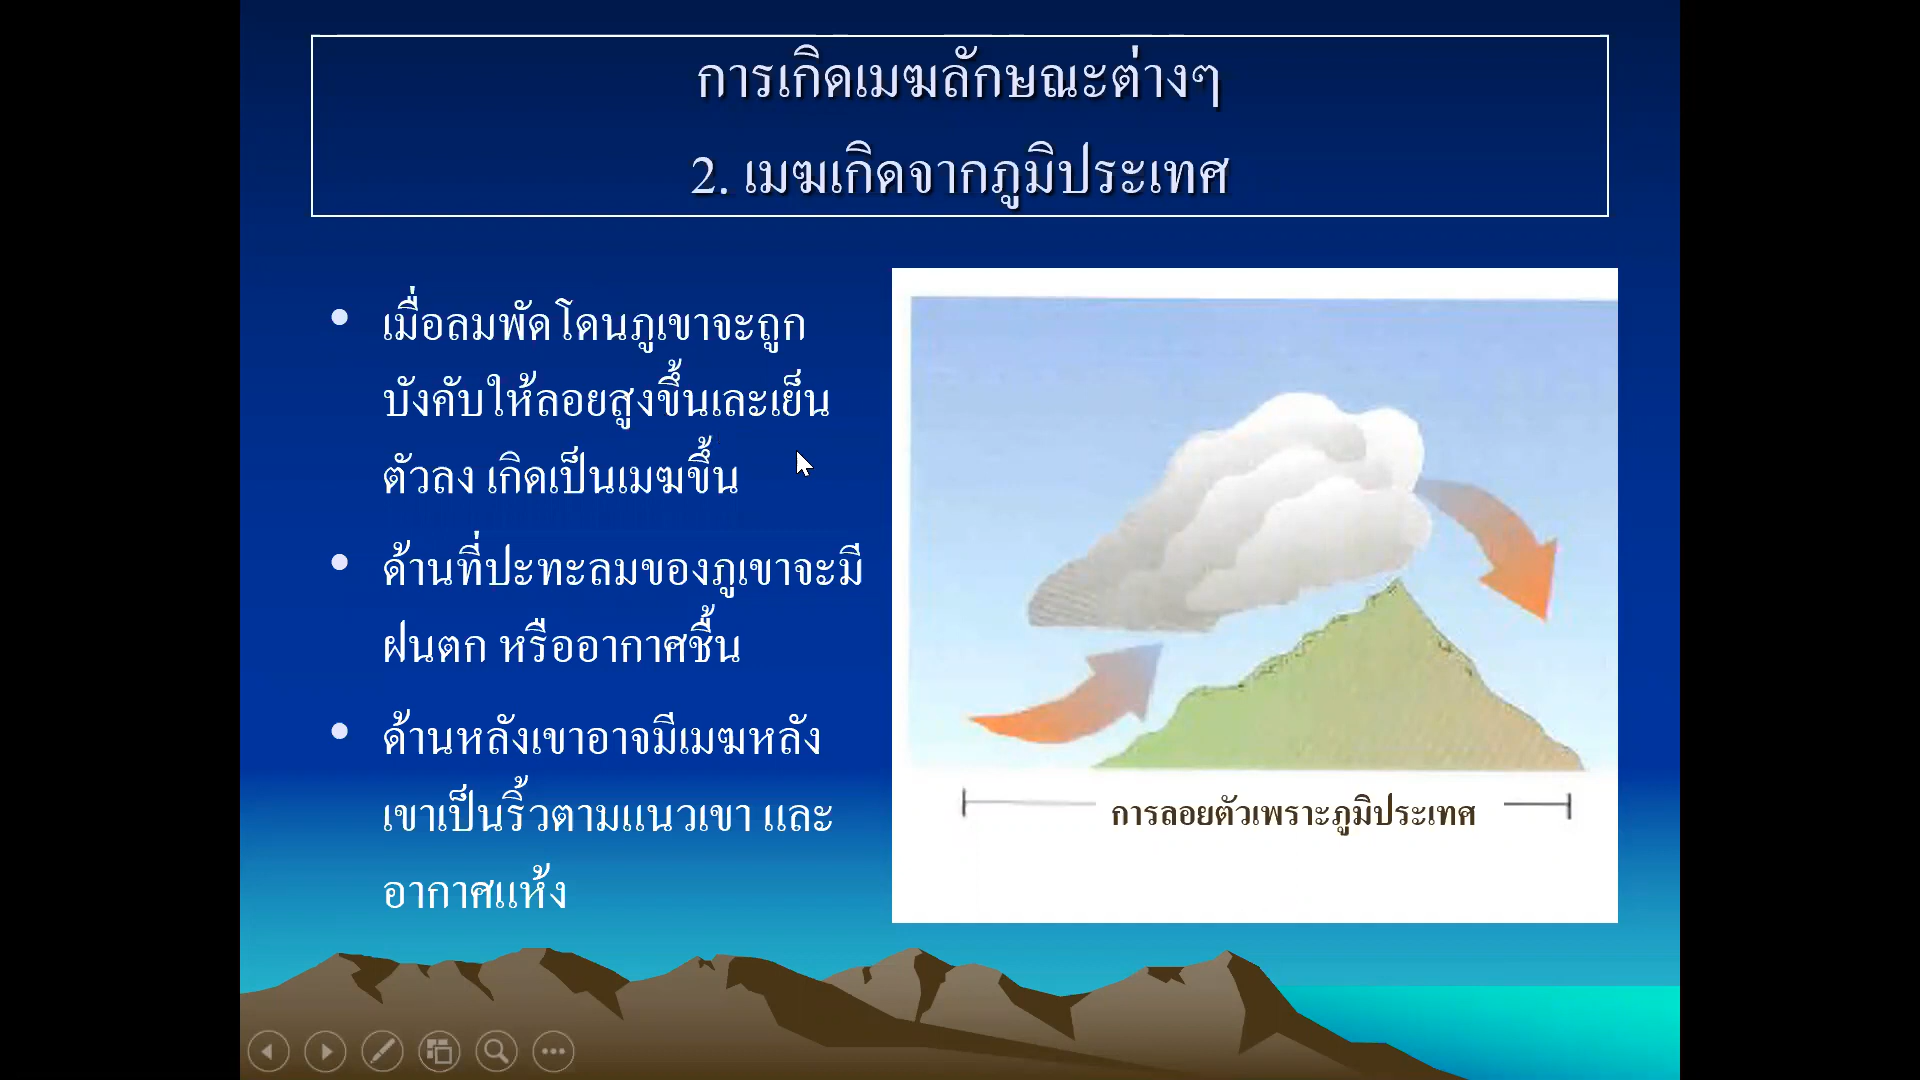 การเกิดเมฆลักษณะต่างๆ
2. เมฆเกิดจากภูมิประเทศ
• เมื่อลมพัดโดนภูเขาจะถูก
บังคับให้ลอยสูงขึ้นเละเย็น
ตัวลง เกิดเป็นเมฆขึ้น
• ด้านที่ปะทะลมของภูเขาจะมี
ฝนตก หรืออากาศชื้น
• ด้านหลังเขาอาจมีเมฆหลัง
เขาเป็นริ้วตามแนวเขา และ
อากาศแห้ง
การลอยตัวเพราะภูมิประเทศ